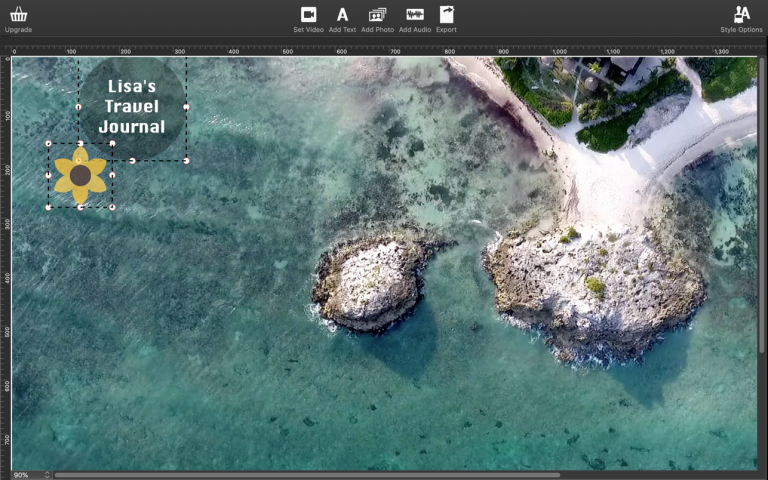 Upgrade
Set Video
Add Text
Add Photo
Add Audio
Export
Style Options
0 100 200 300 400 500 600 700 800 900 1,000 1,100 1,200 1,300
0
100
200
300
400
500
600
700
Lisa's
Travel
Journal
90%